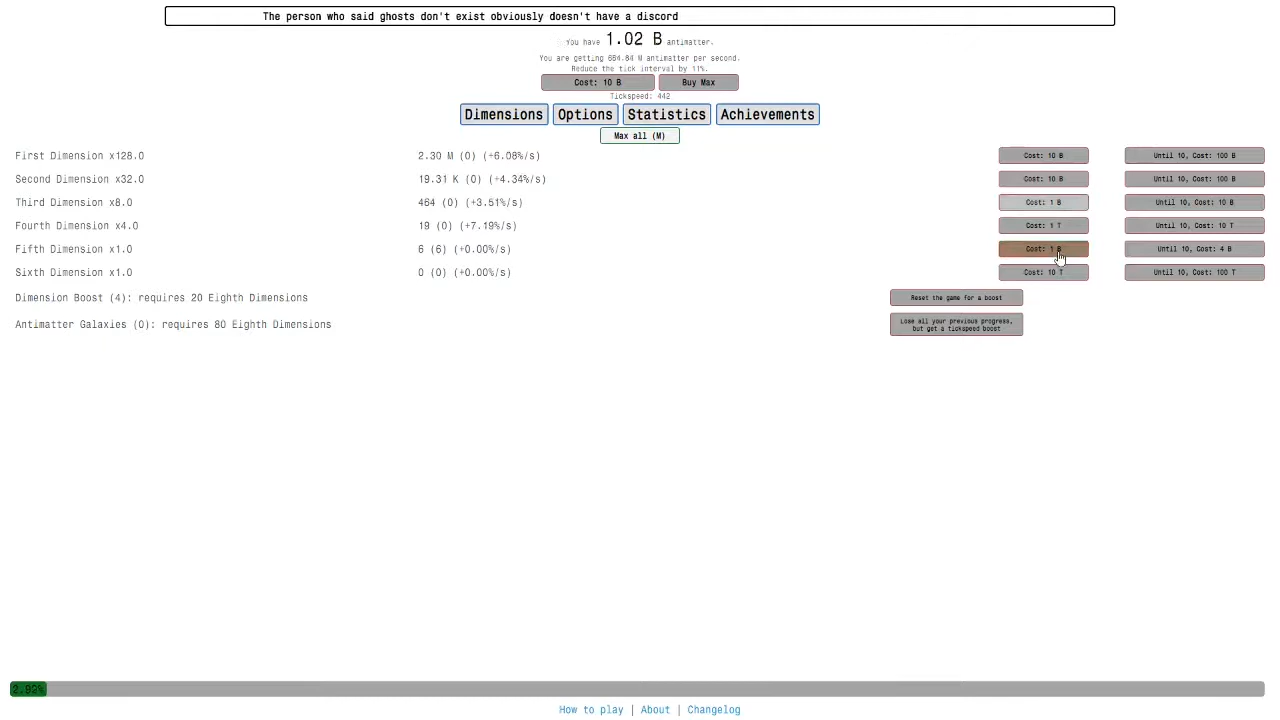 The person who said ghosts don't exist obviously doesn't have a discord
You have 1.02 B antimatter.
You are getting 664.84 M antimatter per second.
Reduce the tick interval by 11%.
Cost: 10 B Buy Max
Tickspeed: 442
Dimensions Options Statistics Achievements
Max all (M)
First Dimension x128.0 2.30 M (0) (+6.08%/s) Cost: 10 B Until 10, Cost: 100 B
Second Dimension x32.0 19.31 K (0) (+4.34%/s) Cost: 10 B Until 10, Cost: 100 B
Third Dimension x8.0 464 (0) (+3.51%/s) Cost: 1 B Until 10, Cost: 10 B
Fourth Dimension x4.0 19 (0) (+7.19%/s) Cost: 1 T Until 10, Cost: 10 T
Fifth Dimension x1.0 6 (6) (+0.00%/s) Cost: 1 B Until 10, Cost: 4 B
Sixth Dimension x1.0 0 (0) (+0.00%/s) Cost: 10 T Until 10, Cost: 100 T
Dimension Boost (4): requires 20 Eighth Dimensions Reset the game for a boost
Antimatter Galaxies (0): requires 80 Eighth Dimensions Lose all your previous progress,
but get a tickspeed boost
2.92%
How to play | About | Changelog